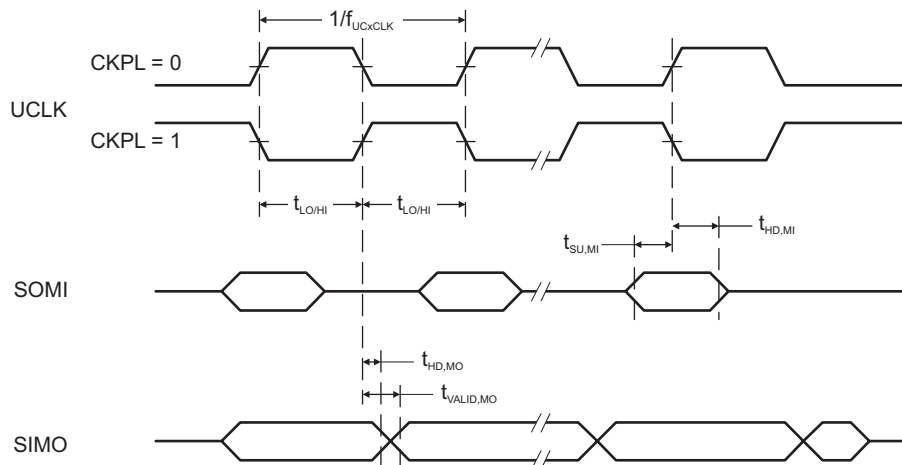 1/fUCxCLK
CKPL = 0
UCLK
CKPL = 1
tLO/HI tLO/HI
tSU,MI tHD,MI
SOMI
tHD,MO
tVALID,MO
SIMO